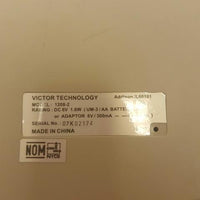 VICTOR TECHNOLOGY
MODEL : 1208-2
RATING : DC 6V 1.8W ( UM-3 / AA BATTE
or ADAPTOR 6V / 300mA
SERIAL No. : 07K02174
MADE IN CHINA
NOM